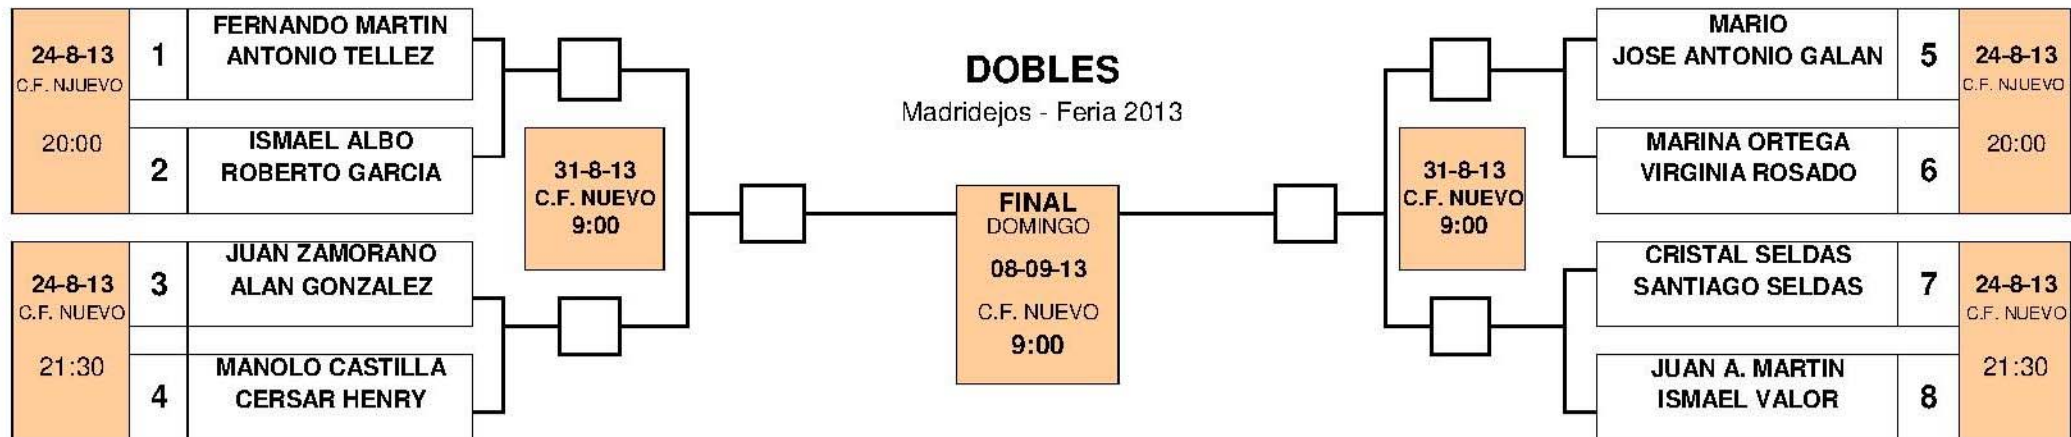 DOBLES
Madridejos - Feria 2013
24-8-13
C.F. NJUEVO
20:00
1
FERNANDO MARTIN
ANTONIO TELLEZ
2
ISMAEL ALBO
ROBERTO GARCIA
24-8-13
C.F. NUEVO
21:30
3
JUAN ZAMORANO
ALAN GONZALEZ
4
MANOLO CASTILLA
CERSAR HENRY
31-8-13
C.F. NUEVO
9:00
FINAL
DOMINGO
08-09-13
C.F. NUEVO
9:00
31-8-13
C.F. NUEVO
9:00
MARIO
JOSE ANTONIO GALAN
5
MARINA ORTEGA
VIRGINIA ROSADO
6
24-8-13
C.F. NJUEVO
20:00
CRISTAL SELDAS
SANTIAGO SELDAS
7
JUAN A. MARTIN
ISMAEL VALOR
8
24-8-13
C.F. NUEVO
21:30